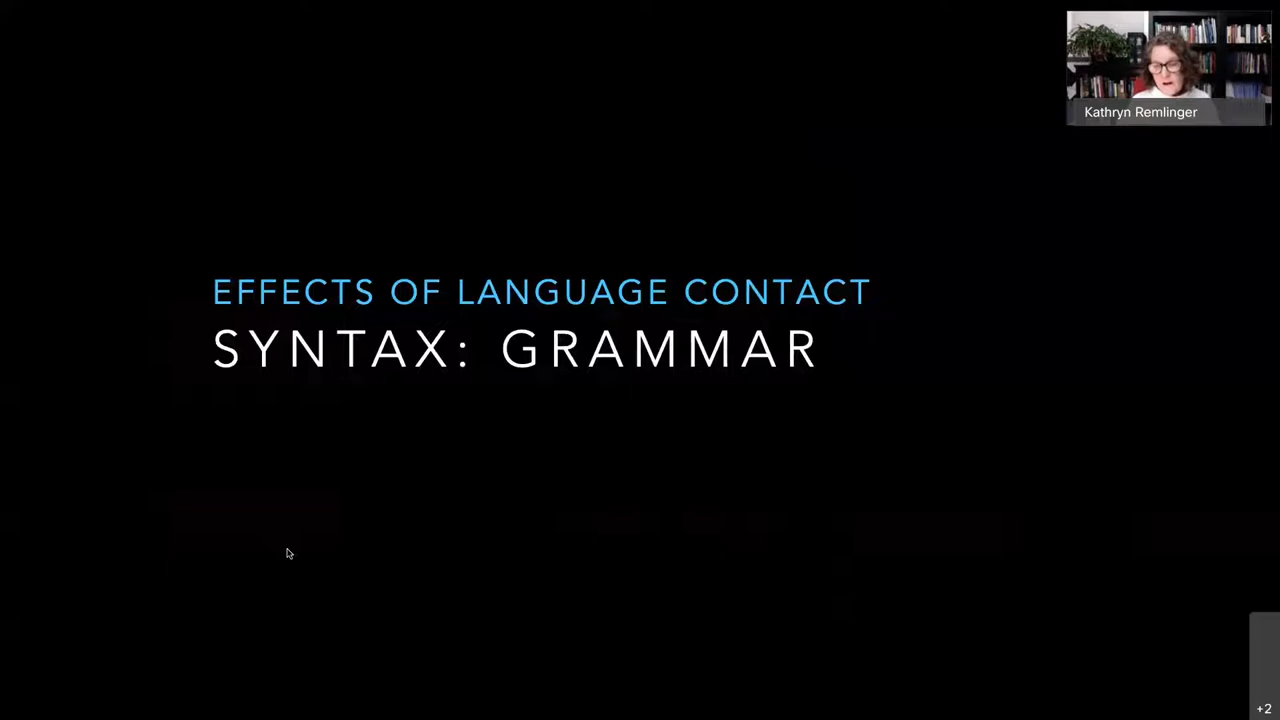 Kathryn Remlinger
EFFECTS OF LANGUAGE CONTACT
SYNTAX: GRAMMAR
+2